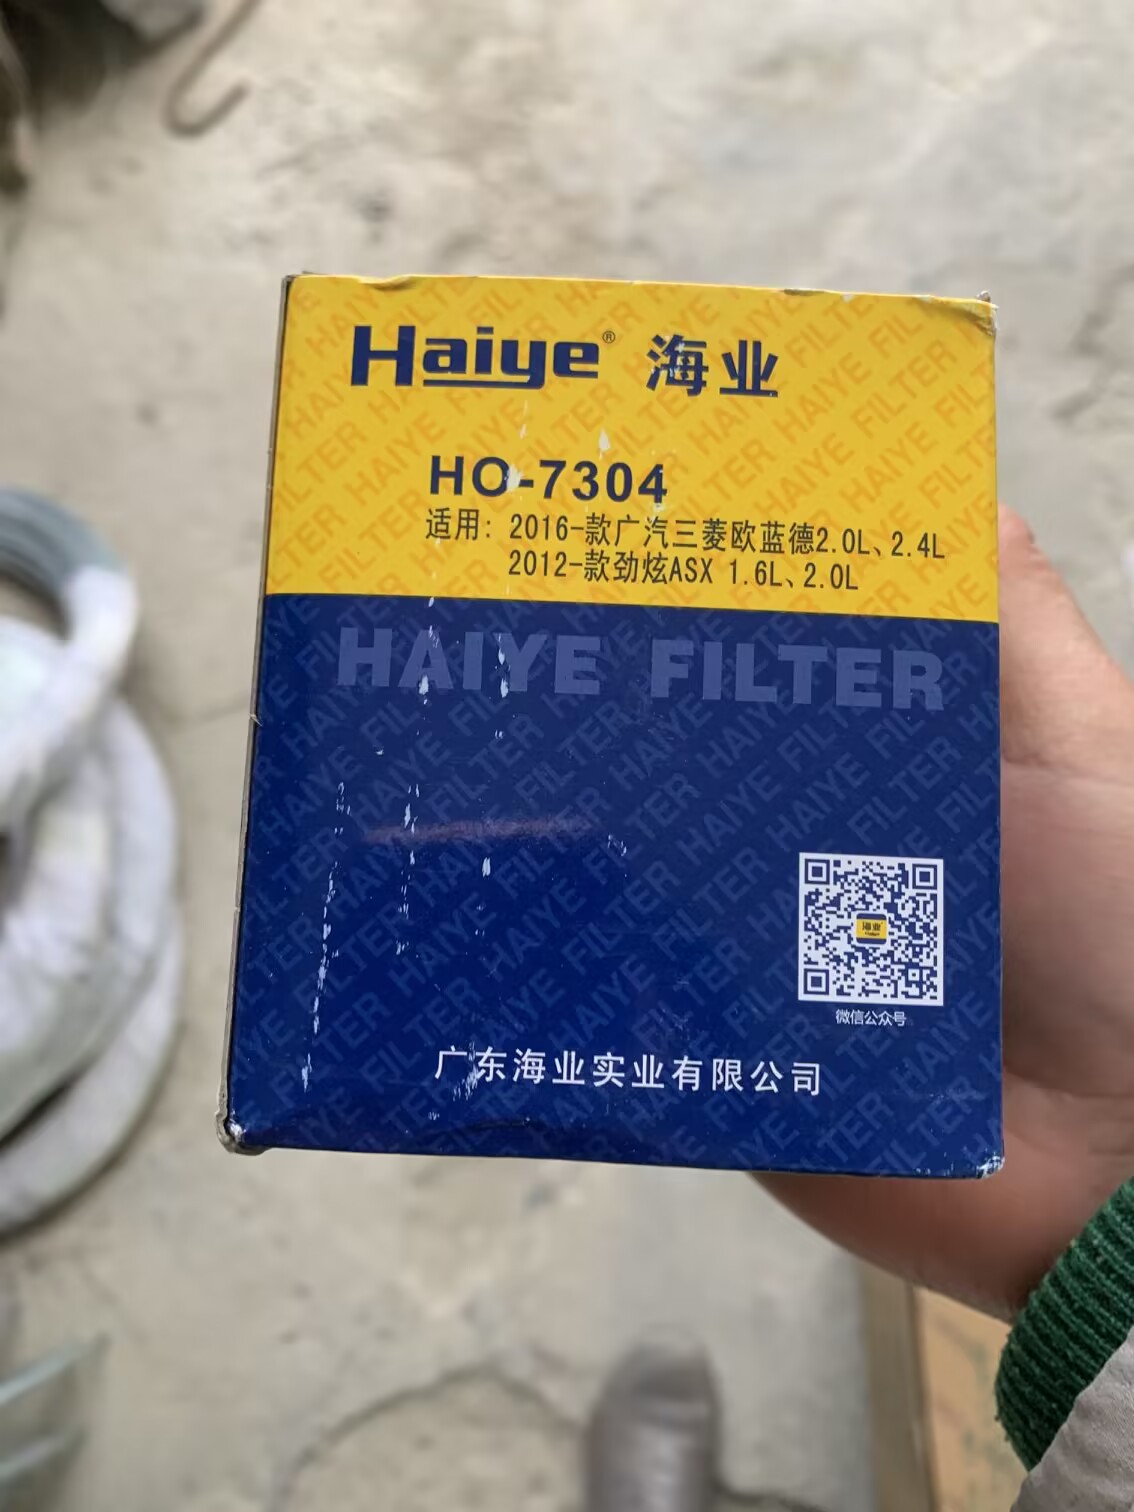 Haiye® 海业
HO-7304
适用: 2016-款广汽三菱欧蓝德2.0L、2.4L
2012-款劲炫ASX 1.6L、2.0L
HAIYE FILTER
海业
微信公众号
广东海业实业有限公司